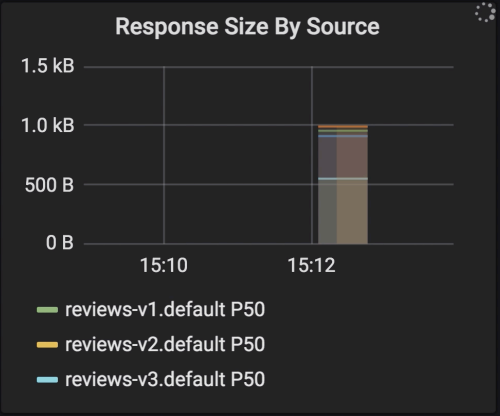 Response Size By Source
1.5 kB
1.0 kB
500 B
0 B
15:10 15:12
reviews-v1.default P50
reviews-v2.default P50
reviews-v3.default P50